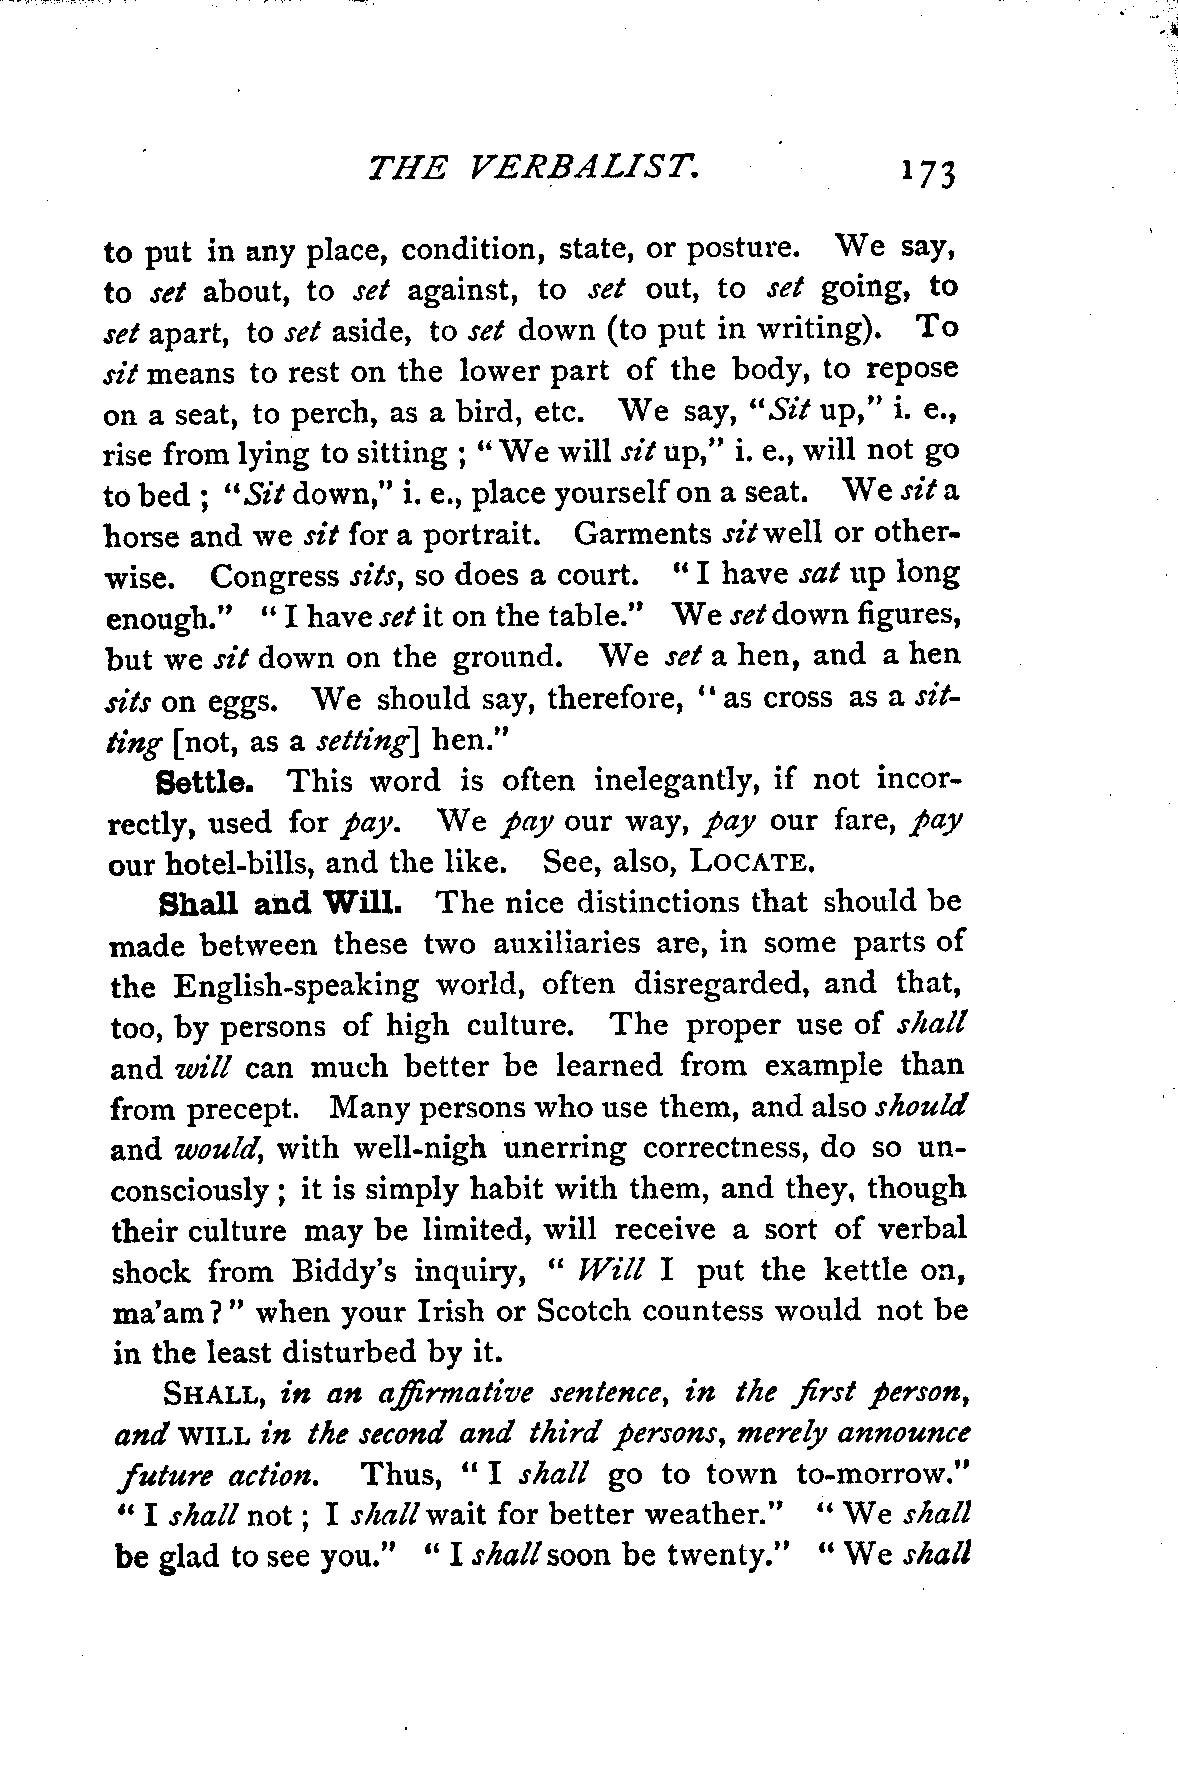 THE VERBALIST. 173
to put in any place, condition, state, or posture. We say,
to set about, to set against, to set out, to set going, to
set apart, to set aside, to set down (to put in writing). To
sit means to rest on the lower part of the body, to repose
on a seat, to perch, as a bird, etc. We say, "Sit up," i. e.,
rise from lying to sitting ; "We will sit up," i. e., will not go
to bed ; "Sit down," i. e., place yourself on a seat. We sit a
horse and we sit for a portrait. Garments sit well or other-
wise. Congress sits, so does a court. "I have sat up long
enough." "I have set it on the table." We set down figures,
but we sit down on the ground. We set a hen, and a hen
sits on eggs. We should say, therefore, "as cross as a sit-
ting [not, as a setting] hen."
Settle. This word is often inelegantly, if not incor-
rectly, used for pay. We pay our way, pay our fare, pay
our hotel-bills, and the like. See, also, LOCATE.
Shall and Will. The nice distinctions that should be
made between these two auxiliaries are, in some parts of
the English-speaking world, often disregarded, and that,
too, by persons of high culture. The proper use of shall
and will can much better be learned from example than
from precept. Many persons who use them, and also should
and would, with well-nigh unerring correctness, do so un-
consciously ; it is simply habit with them, and they, though
their culture may be limited, will receive a sort of verbal
shock from Biddy's inquiry, "Will I put the kettle on,
ma'am?" when your Irish or Scotch countess would not be
in the least disturbed by it.
SHALL, in an affirmative sentence, in the first person,
and WILL in the second and third persons, merely announce
future action. Thus, "I shall go to town to-morrow."
"I shall not ; I shall wait for better weather." "We shall
be glad to see you." "I shall soon be twenty." "We shall